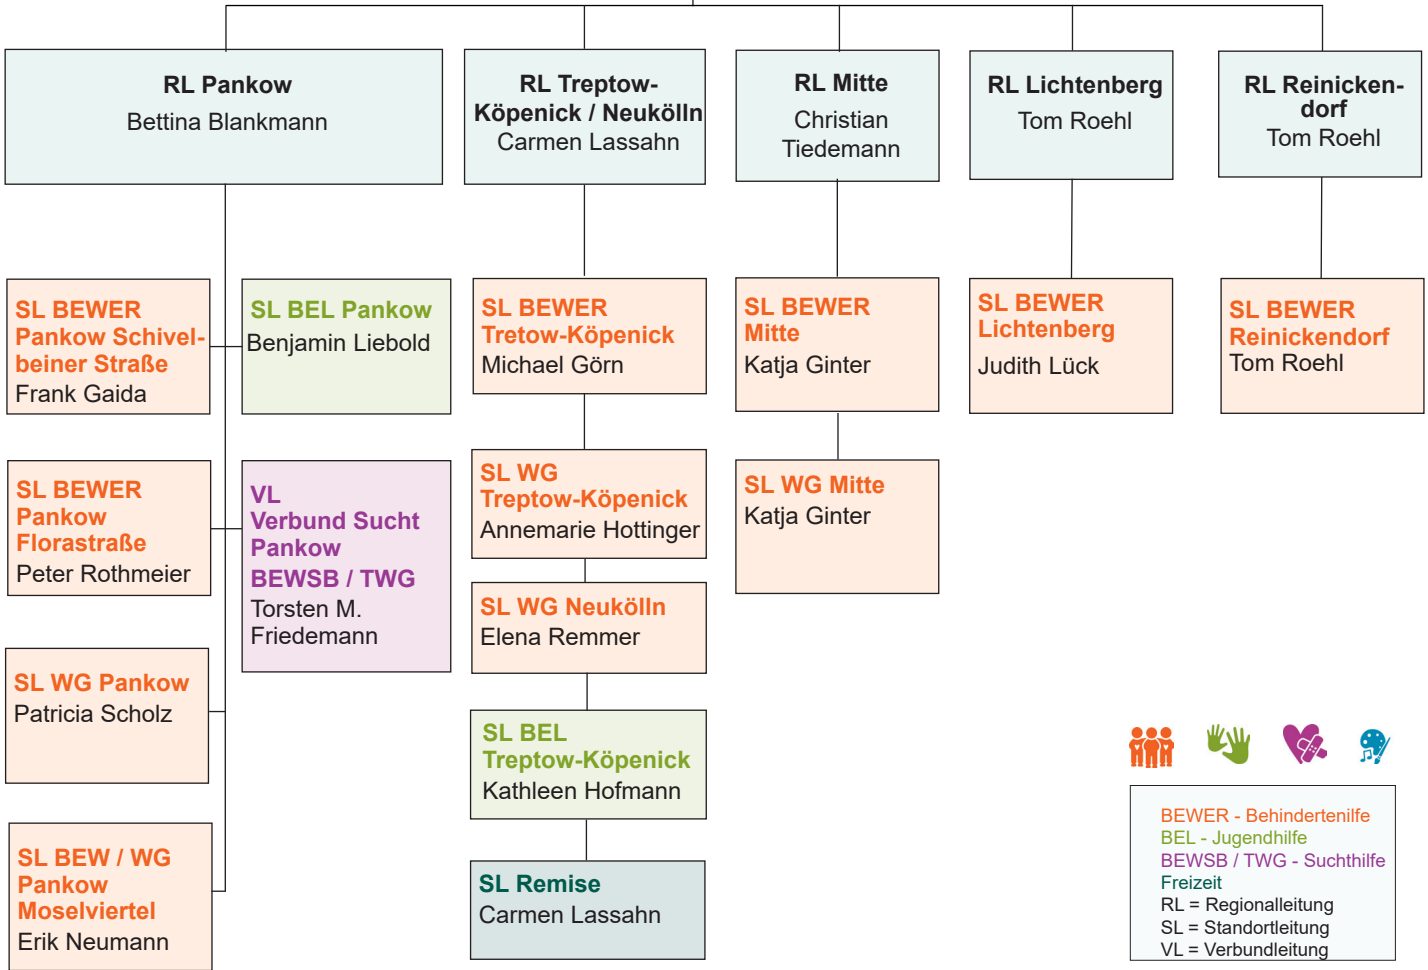 RL Pankow
Bettina Blankmann
RL Treptow-
Köpenick / Neukölln
Carmen Lassahn
RL Mitte
Christian
Tiedemann
RL Lichtenberg
Tom Roehl
RL Reinicken-
dorf
Tom Roehl
SL BEWER
Pankow Schivel-
beiner Straße
Frank Gaida
SL BEL Pankow
Benjamin Liebold
SL BEWER
Pankow
Florastraße
Peter Rothmeier
VL
Verbund Sucht
Pankow
BEWSB / TWG
Torsten M.
Friedemann
SL WG Pankow
Patricia Scholz
SL BEW / WG
Pankow
Moselviertel
Erik Neumann
SL BEWER
Tretow-Köpenick
Michael Görn
SL WG
Treptow-Köpenick
Annemarie Hottinger
SL WG Neukölln
Elena Remmer
SL BEL
Treptow-Köpenick
Kathleen Hofmann
SL Remise
Carmen Lassahn
SL BEWER
Mitte
Katja Ginter
SL WG Mitte
Katja Ginter
SL BEWER
Lichtenberg
Judith Lück
SL BEWER
Reinickendorf
Tom Roehl
BEWER - Behindertenilfe
BEL - Jugendhilfe
BEWSB / TWG - Suchthilfe
Freizeit
RL = Regionalleitung
SL = Standortleitung
VL = Verbundleitung